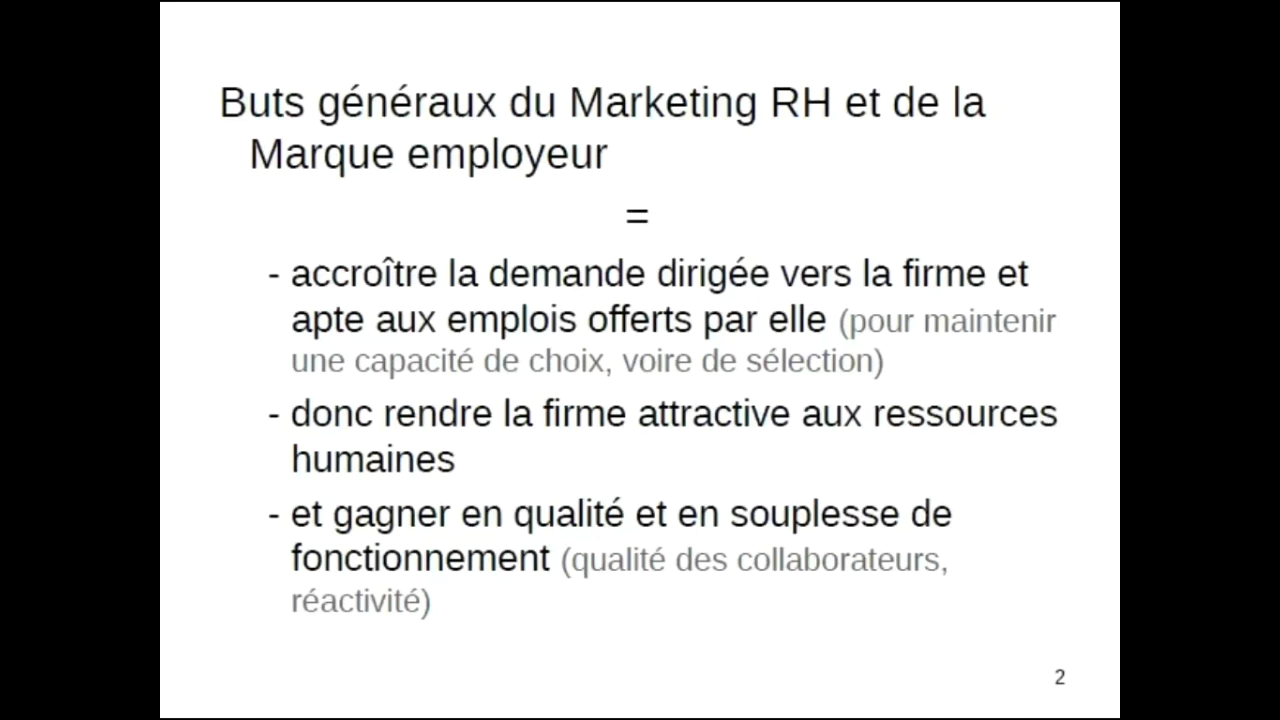 Buts généraux du Marketing RH et de la
Marque employeur
=
- accroître la demande dirigée vers la firme et
apte aux emplois offerts par elle (pour maintenir
une capacité de choix, voire de sélection)
- donc rendre la firme attractive aux ressources
humaines
- et gagner en qualité et en souplesse de
fonctionnement (qualité des collaborateurs,
réactivité)
2